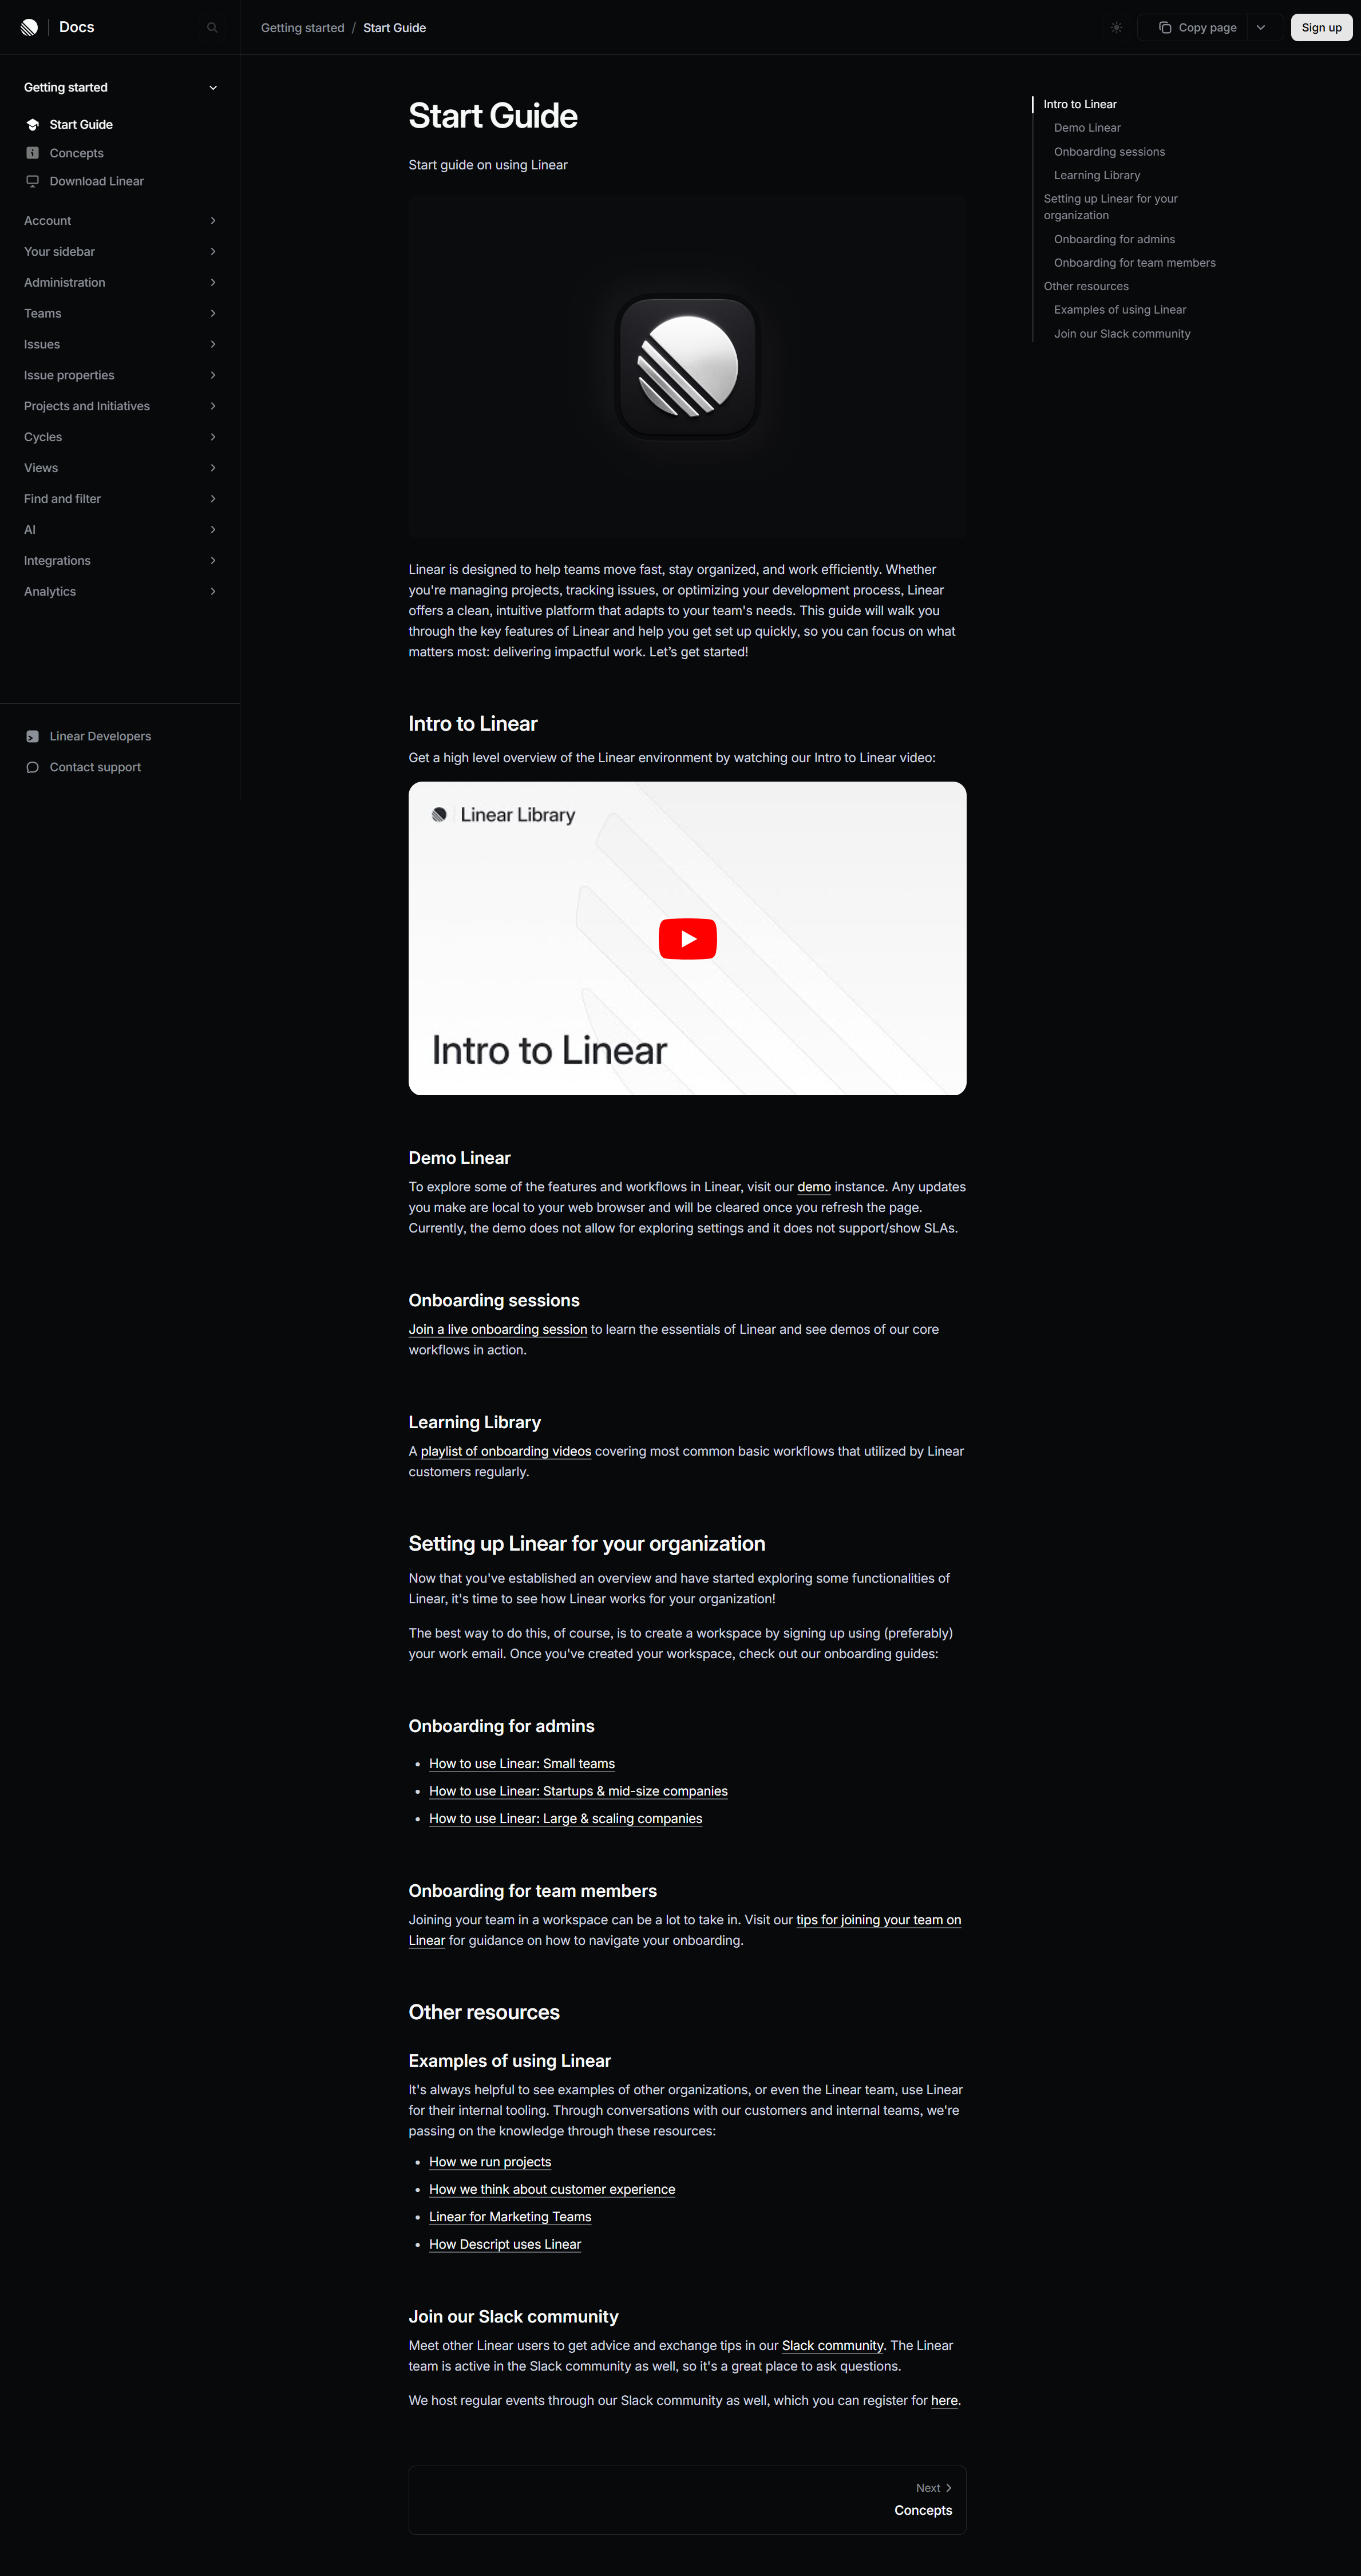 Docs
Getting started / Start Guide
Copy page
Sign up
Getting started
Start Guide
Concepts
Download Linear
Account
Your sidebar
Administration
Teams
Issues
Issue properties
Projects and Initiatives
Cycles
Views
Find and filter
AI
Integrations
Analytics
Linear Developers
Contact support
Start Guide
Start guide on using Linear
Linear is designed to help teams move fast, stay organized, and work efficiently. Whether
you're managing projects, tracking issues, or optimizing your development process, Linear
offers a clean, intuitive platform that adapts to your team's needs. This guide will walk you
through the key features of Linear and help you get set up quickly, so you can focus on what
matters most: delivering impactful work. Let’s get started!
Intro to Linear
Get a high level overview of the Linear environment by watching our Intro to Linear video:
Linear Library
Intro to Linear
Demo Linear
To explore some of the features and workflows in Linear, visit our demo instance. Any updates
you make are local to your web browser and will be cleared once you refresh the page.
Currently, the demo does not allow for exploring settings and it does not support/show SLAs.
Onboarding sessions
Join a live onboarding session to learn the essentials of Linear and see demos of our core
workflows in action.
Learning Library
A playlist of onboarding videos covering most common basic workflows that utilized by Linear
customers regularly.
Setting up Linear for your organization
Now that you've established an overview and have started exploring some functionalities of
Linear, it's time to see how Linear works for your organization!
The best way to do this, of course, is to create a workspace by signing up using (preferably)
your work email. Once you've created your workspace, check out our onboarding guides:
Onboarding for admins
• How to use Linear: Small teams
• How to use Linear: Startups & mid-size companies
• How to use Linear: Large & scaling companies
Onboarding for team members
Joining your team in a workspace can be a lot to take in. Visit our tips for joining your team on
Linear for guidance on how to navigate your onboarding.
Other resources
Examples of using Linear
It's always helpful to see examples of other organizations, or even the Linear team, use Linear
for their internal tooling. Through conversations with our customers and internal teams, we're
passing on the knowledge through these resources:
• How we run projects
• How we think about customer experience
• Linear for Marketing Teams
• How Descript uses Linear
Join our Slack community
Meet other Linear users to get advice and exchange tips in our Slack community. The Linear
team is active in the Slack community as well, so it's a great place to ask questions.
We host regular events through our Slack community as well, which you can register for here.
Next
Concepts
Intro to Linear
Demo Linear
Onboarding sessions
Learning Library
Setting up Linear for your
organization
Onboarding for admins
Onboarding for team members
Other resources
Examples of using Linear
Join our Slack community